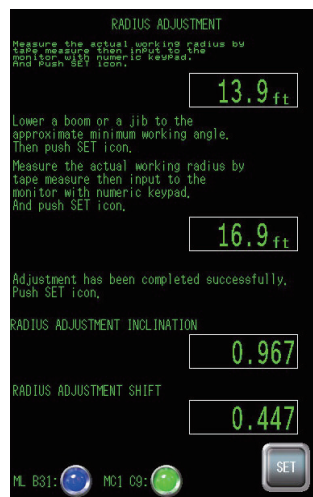 RADIUS ADJUSTMENT
Measure the actual working radius by
tape measure then input to the
monitor with numeric keypad.
And push SET icon.
13.9ft
Lower a boom or a jib to the
approximate minimum working angle.
Then push SET icon.
Measure the actual working radius by
tape measure then input to the
monitor with numeric keypad.
And push SET icon.
16.9ft
Adjustment has been completed successfully.
Push SET icon.
RADIUS ADJUSTMENT INCLINATION
0.967
RADIUS ADJUSTMENT SHIFT
0.447
ML B31: MC1 C9: SET